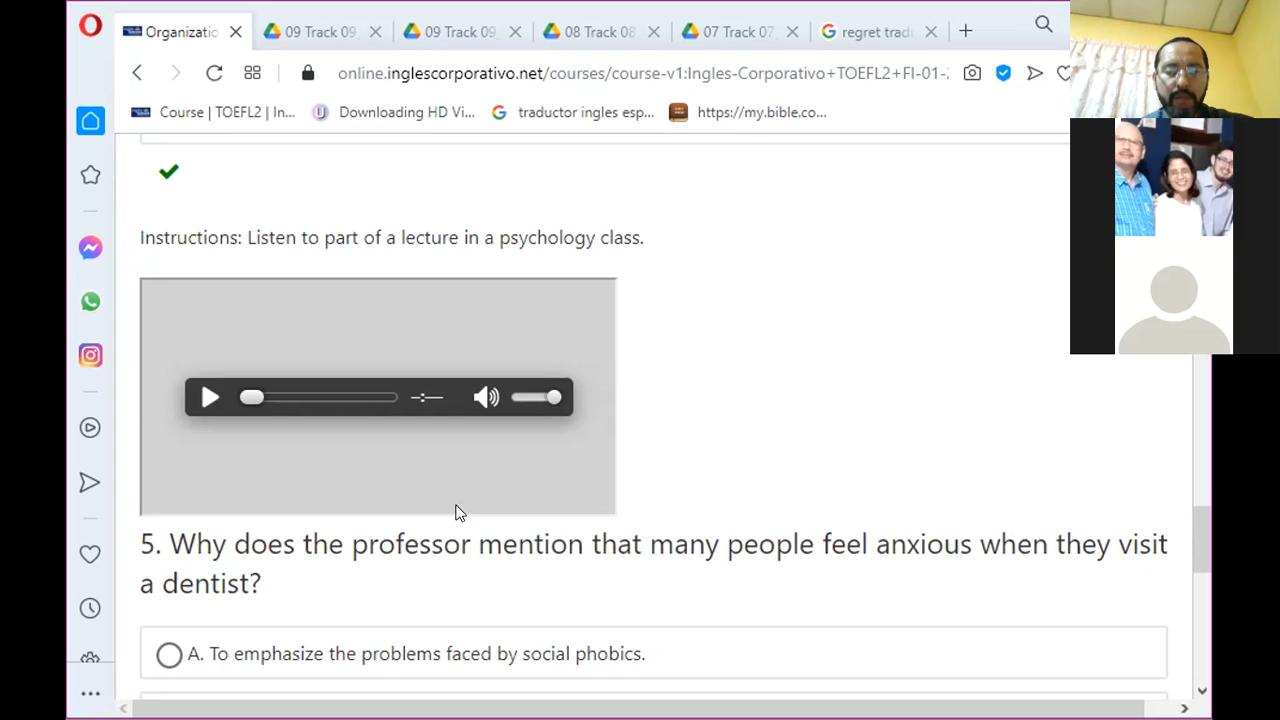 Organizatio
09 Track 09
09 Track 09
08 Track 08
07 Track 07
regret trad
online.inglescorporativo.net/courses/course-v1:Ingles-Corporativo+TOEFL2+FI-01-2
Course | TOEFL2 | In...
Downloading HD Vi...
traductor ingles esp...
https://my.bible.co...
Instructions: Listen to part of a lecture in a psychology class.
--:--
5. Why does the professor mention that many people feel anxious when they visit
a dentist?
A. To emphasize the problems faced by social phobics.